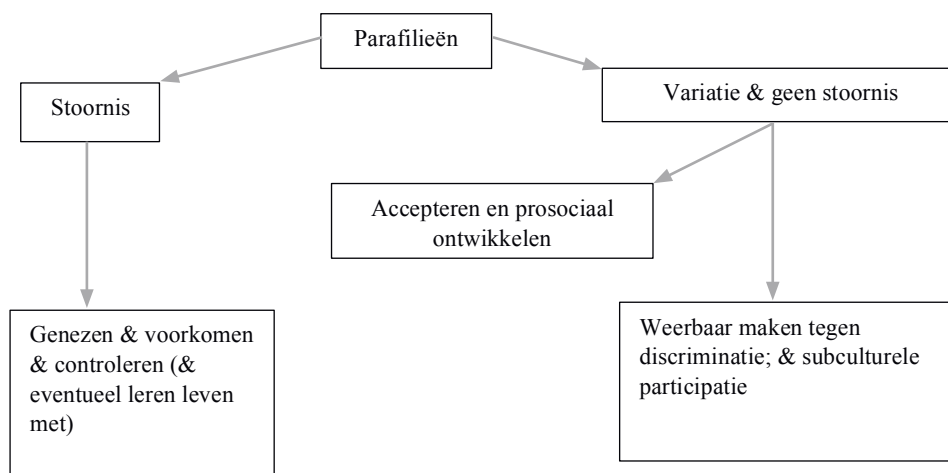 Parafilieën
Stoornis
Variatie & geen stoornis
Accepteren en prosociaal
ontwikkelen
Genezen & voorkomen
& controleren (&
eventueel leren leven
met)
Weerbaar maken tegen
discriminatie; & subculturele
participatie